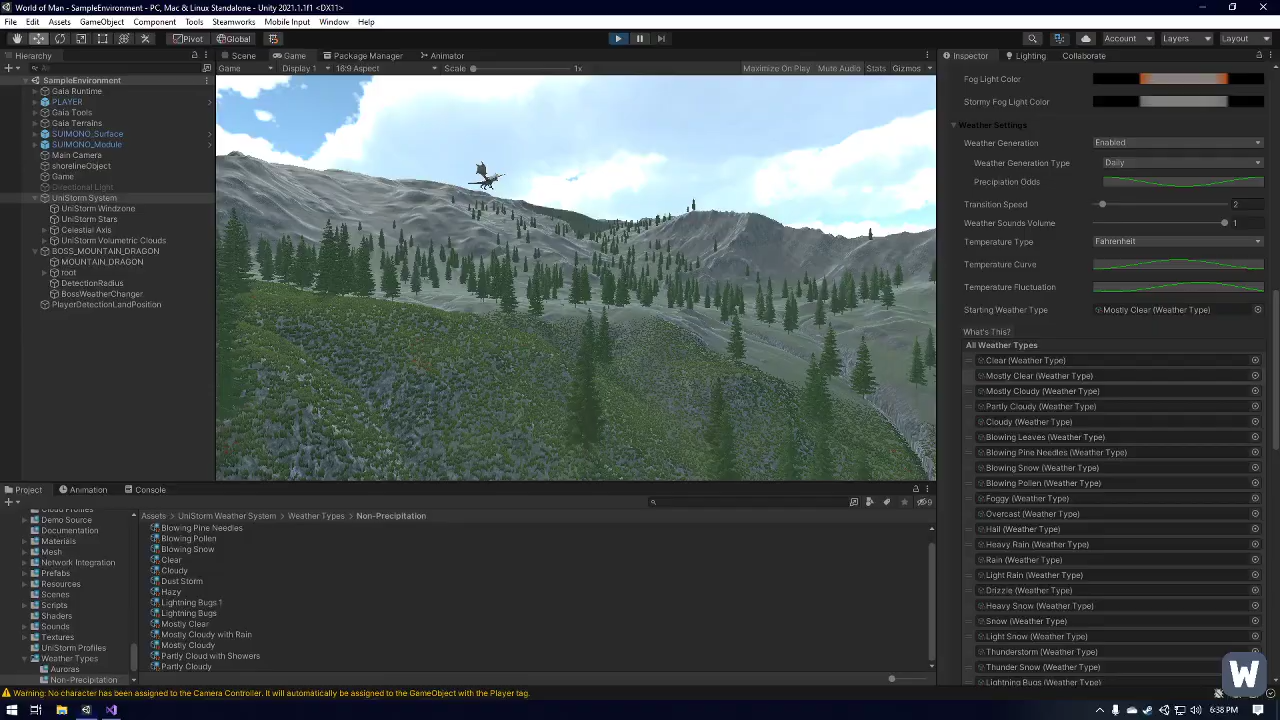 World of Man - SampleEnvironment - PC, Mac & Linux Standalone - Unity 2021.1.1f1 <DX11>
File Edit Assets GameObject Component Tools Steamworks Mobile Input Window Help
Pivot Global Account Layers Layout
Hierarchy Scene Game Package Manager Animator Inspector Lighting Collaborate
All Game Display 1 16:9 Aspect Scale 1x Maximize On Play Mute Audio Stats Gizmos
SampleEnvironment
Gaia Runtime
PLAYER
Gaia Tools
Gaia Terrains
SUIMONO_Surface
SUIMONO_Module
Main Camera
shorelineObject
Game
Directional Light
UniStorm System
UniStorm Windzone
UniStorm Stars
Celestial Axis
UniStorm Volumetric Clouds
BOSS_MOUNTAIN_DRAGON
MOUNTAIN_DRAGON
root
DetectionRadius
BossWeatherChanger
PlayerDetectionLandPosition
Fog Light Color
Stormy Fog Light Color
Weather Settings
Weather Generation Enabled
Weather Generation Type Daily
Precipiation Odds
Transition Speed 2
Weather Sounds Volume 1
Temperature Type Fahrenheit
Temperature Curve
Temperature Fluctuation
Starting Weather Type Mostly Clear (Weather Type)
What's This?
All Weather Types
Clear (Weather Type)
Mostly Clear (Weather Type)
Mostly Cloudy (Weather Type)
Partly Cloudy (Weather Type)
Cloudy (Weather Type)
Blowing Leaves (Weather Type)
Blowing Pine Needles (Weather Type)
Blowing Snow (Weather Type)
Blowing Pollen (Weather Type)
Foggy (Weather Type)
Overcast (Weather Type)
Hail (Weather Type)
Heavy Rain (Weather Type)
Rain (Weather Type)
Light Rain (Weather Type)
Drizzle (Weather Type)
Heavy Snow (Weather Type)
Snow (Weather Type)
Light Snow (Weather Type)
Thunderstorm (Weather Type)
Thunder Snow (Weather Type)
Lightning Bugs (Weather Type)
Project Animation Console
9
Cloud Profiles
Demo Source
Documentation
Materials
Mesh
Network Integration
Prefabs
Resources
Scenes
Scripts
Shaders
Sounds
Textures
UniStorm Profiles
Weather Types
Auroras
Non-Precipitation
Assets > UniStorm Weather System > Weather Types > Non-Precipitation
Blowing Pine Needles
Blowing Pollen
Blowing Snow
Clear
Cloudy
Dust Storm
Hazy
Lightning Bugs 1
Lightning Bugs
Mostly Clear
Mostly Cloudy with Rain
Mostly Cloudy
Partly Cloud with Showers
Partly Cloudy
W
Warning: No character has been assigned to the Camera Controller. It will automatically be assigned to the GameObject with the Player tag.
6:38 PM